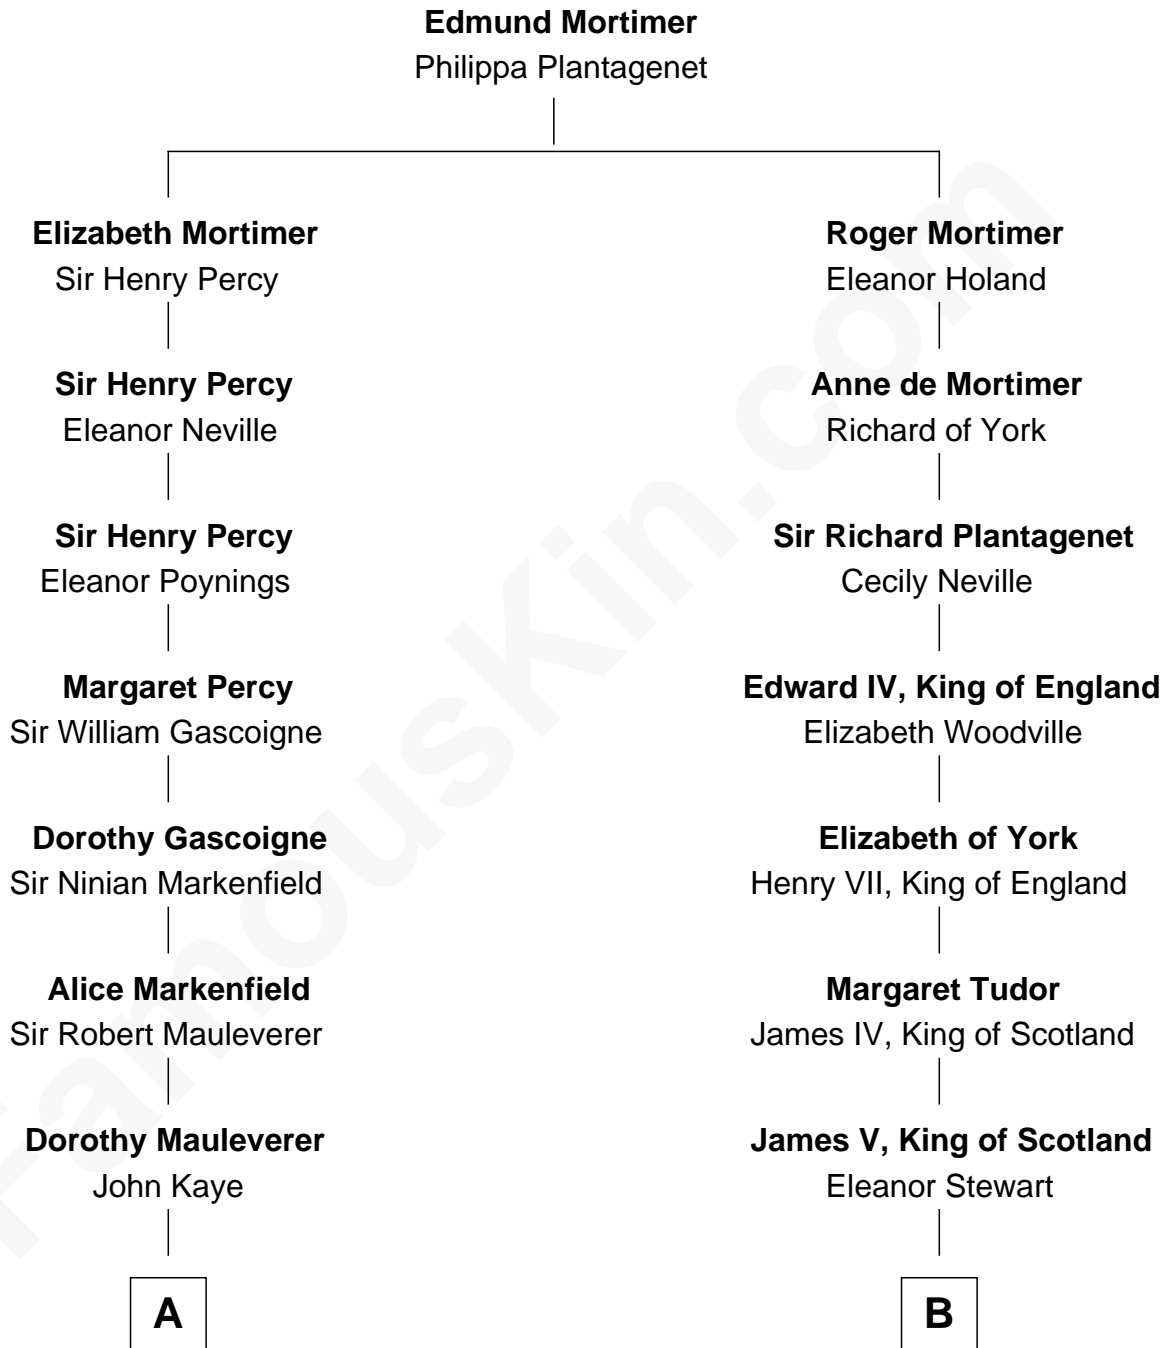 Edmund Mortimer
Philippa Plantagenet
Elizabeth Mortimer
Sir Henry Percy
Roger Mortimer
Eleanor Holand
Sir Henry Percy
Eleanor Neville
Anne de Mortimer
Richard of York
Sir Henry Percy
Eleanor Poynings
Sir Richard Plantagenet
Cecily Neville
Margaret Percy
Sir William Gascoigne
Edward IV, King of England
Elizabeth Woodville
Dorothy Gascoigne
Sir Ninian Markenfield
Elizabeth of York
Henry VII, King of England
Alice Markenfield
Sir Robert Mauleverer
Margaret Tudor
James IV, King of Scotland
Dorothy Mauleverer
John Kaye
James V, King of Scotland
Eleanor Stewart
A
B
FamousKin.com